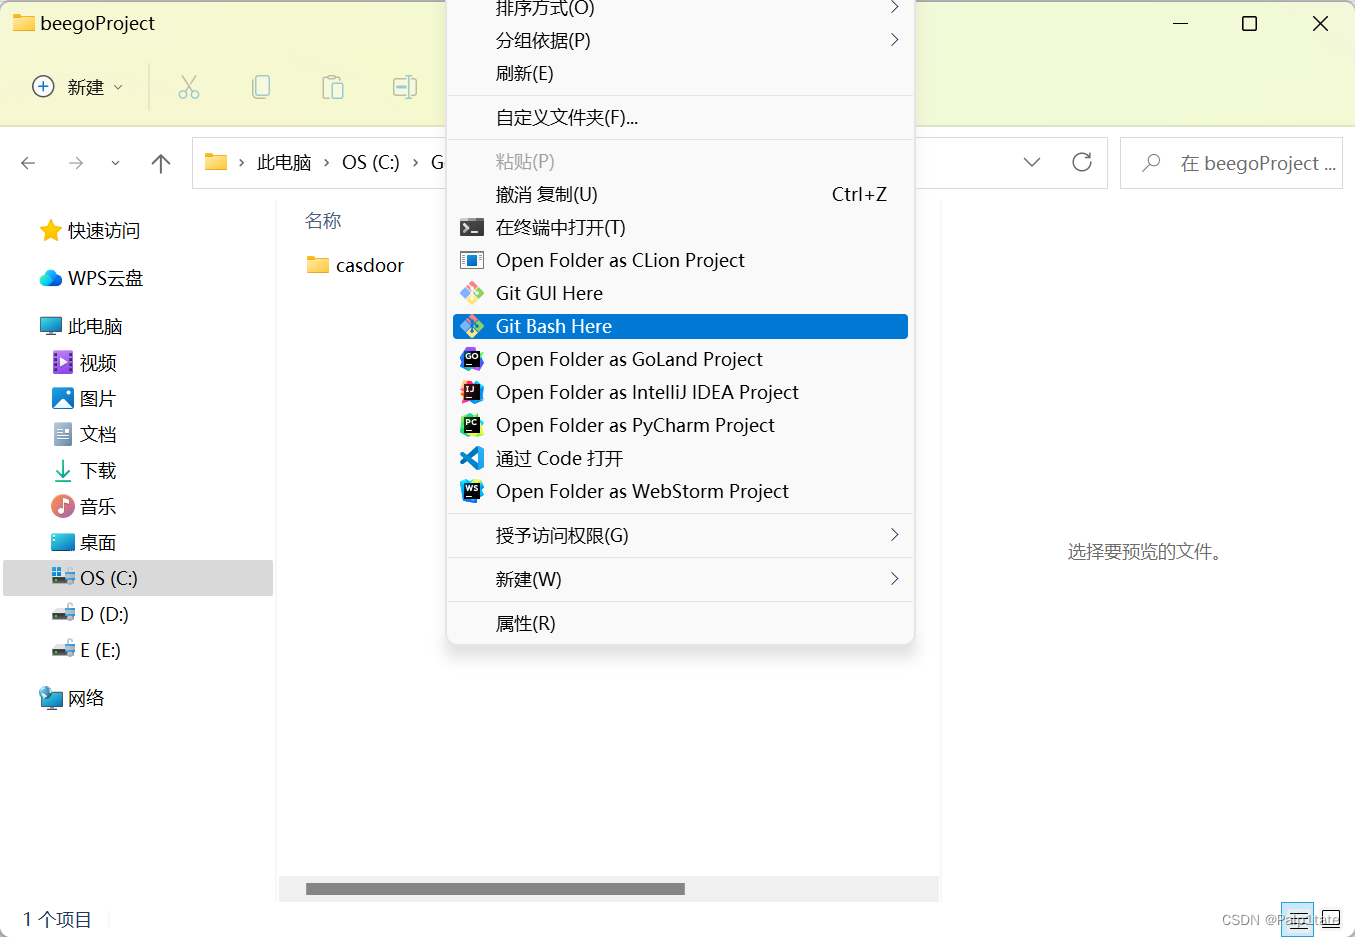 beegoProject
新建
此电脑
OS (C:)
G
在 beegoProject ...
快速访问
WPS云盘
此电脑
视频
图片
文档
下载
音乐
桌面
OS (C:)
D (D:)
E (E:)
网络
名称
casdoor
排序方式(O)
分组依据(P)
刷新(E)
自定义文件夹(F)...
粘贴(P)
撤消 复制(U) Ctrl+Z
在终端中打开(T)
Open Folder as CLion Project
Git GUI Here
Git Bash Here
GO
Open Folder as GoLand Project
IJ
Open Folder as IntelliJ IDEA Project
PC
Open Folder as PyCharm Project
通过 Code 打开
WS
Open Folder as WebStorm Project
授予访问权限(G)
新建(W)
属性(R)
选择要预览的文件。
1 个项目
CSDN @Palp1tate